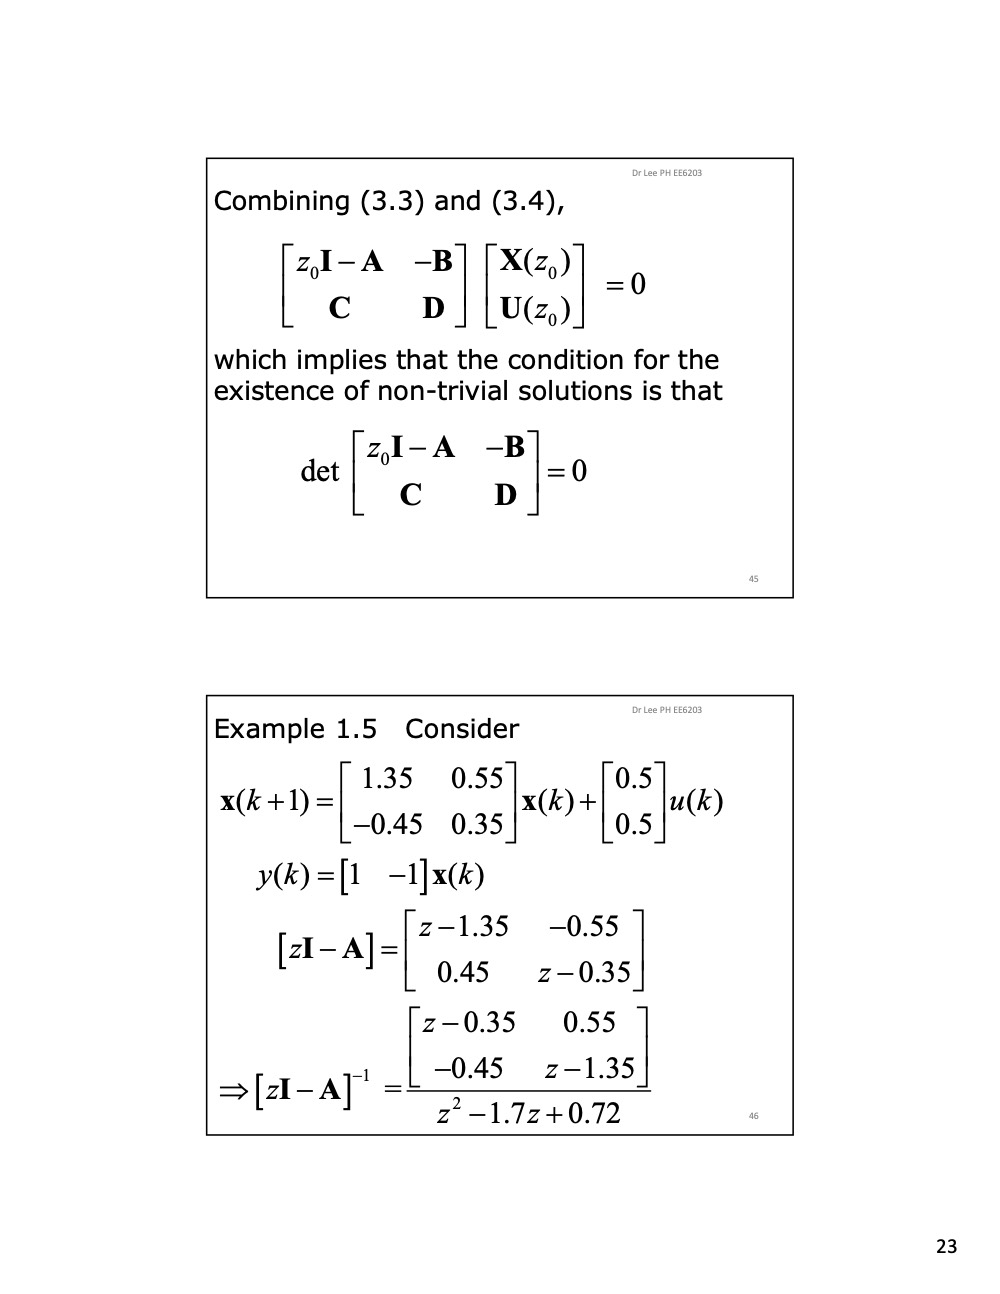 Dr Lee PH EE6203
Combining (3.3) and (3.4),
[z₀I − A  −B; C  D] [X(z₀); U(z₀)] = 0
which implies that the condition for the
existence of non-trivial solutions is that
det [z₀I − A  −B; C  D] = 0
45
Dr Lee PH EE6203
Example 1.5 Consider
x(k+1) = [1.35  0.55; −0.45  0.35] x(k) + [0.5; 0.5] u(k)
y(k) = [1  −1] x(k)
[zI − A] = [z − 1.35  −0.55; 0.45  z − 0.35]
⇒ [zI − A]⁻¹ = [z − 0.35  0.55; −0.45  z − 1.35] / z² − 1.7z + 0.72
46
23